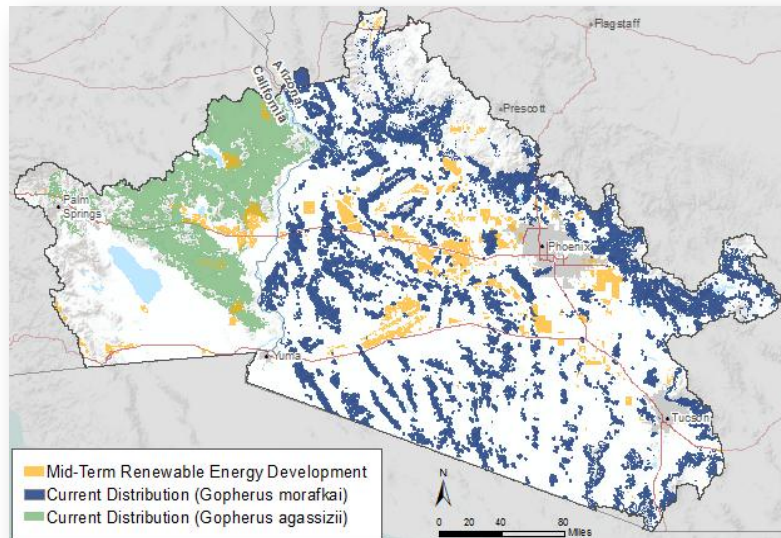 Flagstaff
Arizona
California
Prescott
Palm
Springs
Phoenix
Yuma
Tucson
Mid-Term Renewable Energy Development
Current Distribution (Gopherus morafkai)
Current Distribution (Gopherus agassizii)
N
0 20 40 80
Miles